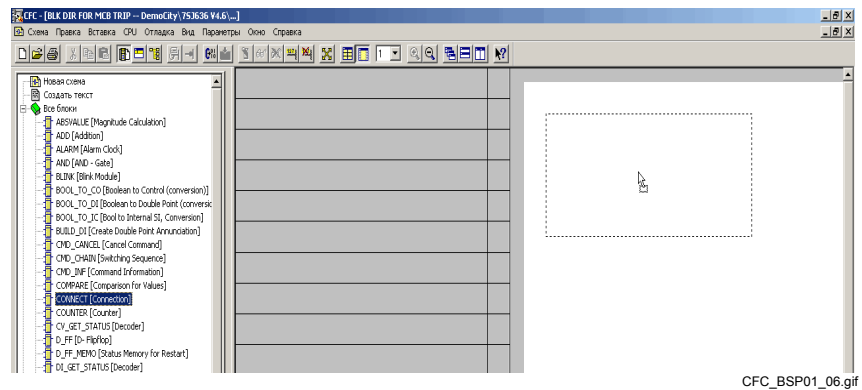 CFC - [BLK DIR FOR MCB TRIP -- DemoCity\7SJ636 V4.6\...]
Схема Правка Вставка CPU Отладка Вид Параметры Окно Справка
1
Новая схема
Создать текст
Все блоки
ABSVALUE [Magnitude Calculation]
ADD [Addition]
ALARM [Alarm Clock]
AND [AND - Gate]
BLINK [Blink Module]
BOOL_TO_CO [Boolean to Control (conversion)]
BOOL_TO_DI [Boolean to Double Point (conversic
BOOL_TO_IC [Bool to Internal SI, Conversion]
BUILD_DI [Create Double Point Annunciation]
CMD_CANCEL [Cancel Command]
CMD_CHAIN [Switching Sequence]
CMD_INF [Command Information]
COMPARE [Comparison for Values]
CONNECT [Connection]
COUNTER [Counter]
CV_GET_STATUS [Decoder]
D_FF [D- Flipflop]
D_FF_MEMO [Status Memory for Restart]
DI_GET_STATUS [Decoder]
CFC_BSP01_06.gif